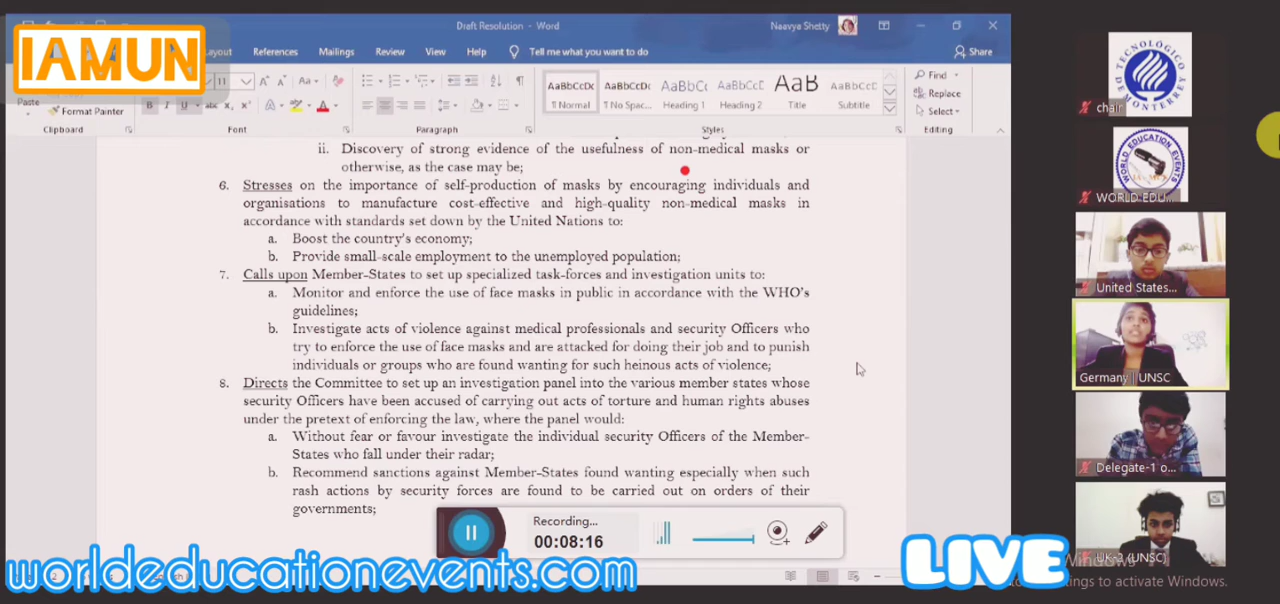 Draft Resolution - Word
Naavya Shetty
IAMUN
Layout References Mailings Review View Help Tell me what you want to do
Share
11
Aa
Find
Paste
Format Painter
B I U abc x x A
AaBbCcDc AaBbCcDc AaBbCc AaBbCcD AaB AaBbCcD
¶ Normal ¶ No Spac... Heading 1 Heading 2 Title Subtitle
Replace
Select
Clipboard Font Paragraph Styles Editing
ii. Discovery of strong evidence of the usefulness of non-medical masks or
otherwise, as the case may be;
6. Stresses on the importance of self-production of masks by encouraging individuals and
organisations to manufacture cost-effective and high-quality non-medical masks in
accordance with standards set down by the United Nations to:
a. Boost the country's economy;
b. Provide small-scale employment to the unemployed population;
7. Calls upon Member-States to set up specialized task-forces and investigation units to:
a. Monitor and enforce the use of face masks in public in accordance with the WHO's
guidelines;
b. Investigate acts of violence against medical professionals and security Officers who
try to enforce the use of face masks and are attacked for doing their job and to punish
individuals or groups who are found wanting for such heinous acts of violence;
8. Directs the Committee to set up an investigation panel into the various member states whose
security Officers have been accused of carrying out acts of torture and human rights abuses
under the pretext of enforcing the law, where the panel would:
a. Without fear or favour investigate the individual security Officers of the Member-
States who fall under their radar;
b. Recommend sanctions against Member-States found wanting especially when such
rash actions by security forces are found to be carried out on orders of their
governments;
Recording...
00:08:16
worldeducationevents.com
LIVE
TECNOLÓGICO
DE MONTERREY
chair
WORLD EDUCATION
EVENTS
WORLD EDU...
United States...
Germany | UNSC
Delegate-1 o...
UK-2 (UNSC)
Windows
ings to activate Windows.